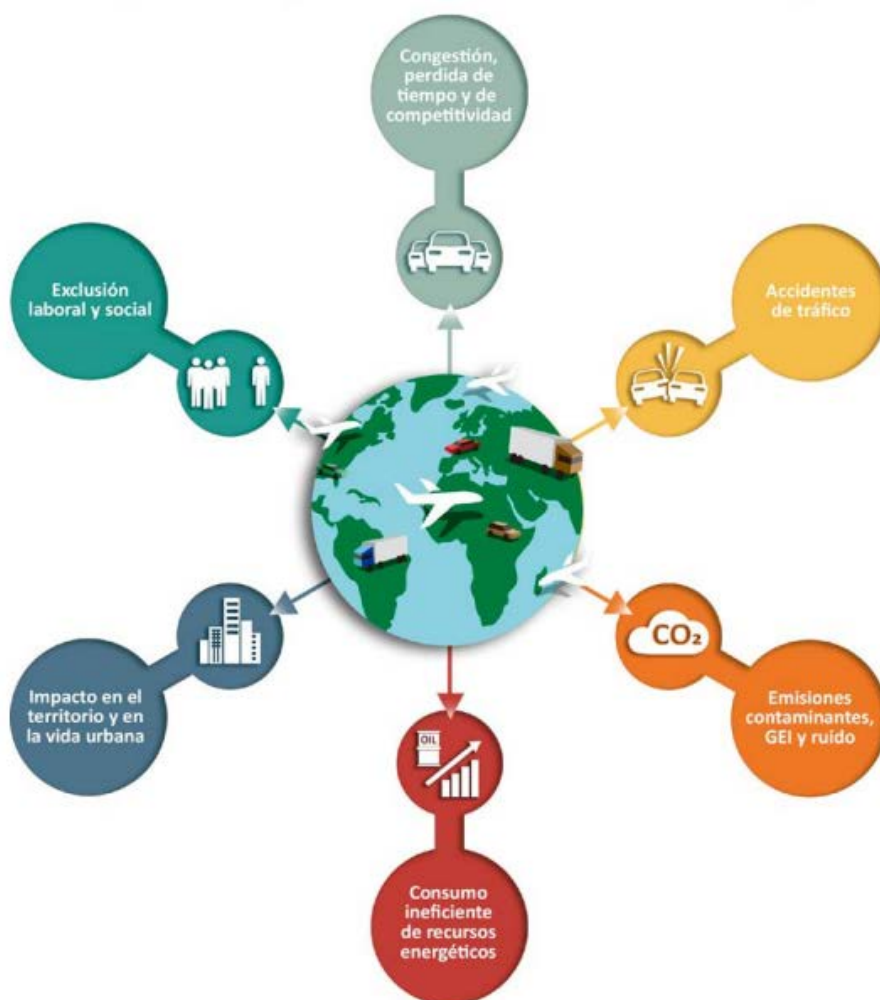 Congestión,
perdida de
tiempo y de
competitividad
Exclusión
laboral y social
Accidentes
de tráfico
CO₂
Impacto en el
territorio y en
la vida urbana
Emisiones
contaminantes,
GEI y ruido
OIL
Consumo
ineficiente
de recursos
energéticos